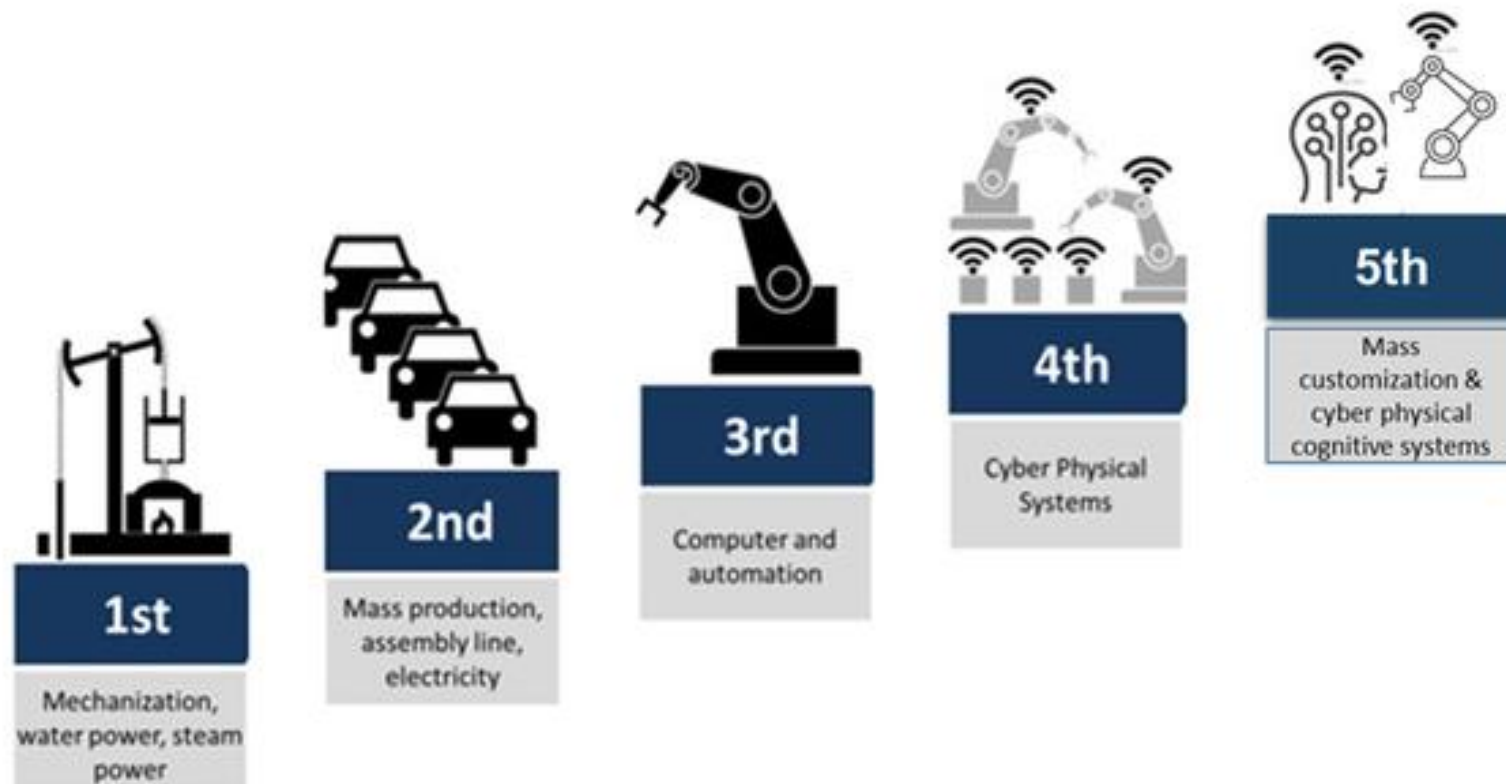 1st
Mechanization,
water power, steam
power
2nd
Mass production,
assembly line,
electricity
3rd
Computer and
automation
4th
Cyber Physical
Systems
5th
Mass
customization &
cyber physical
cognitive systems